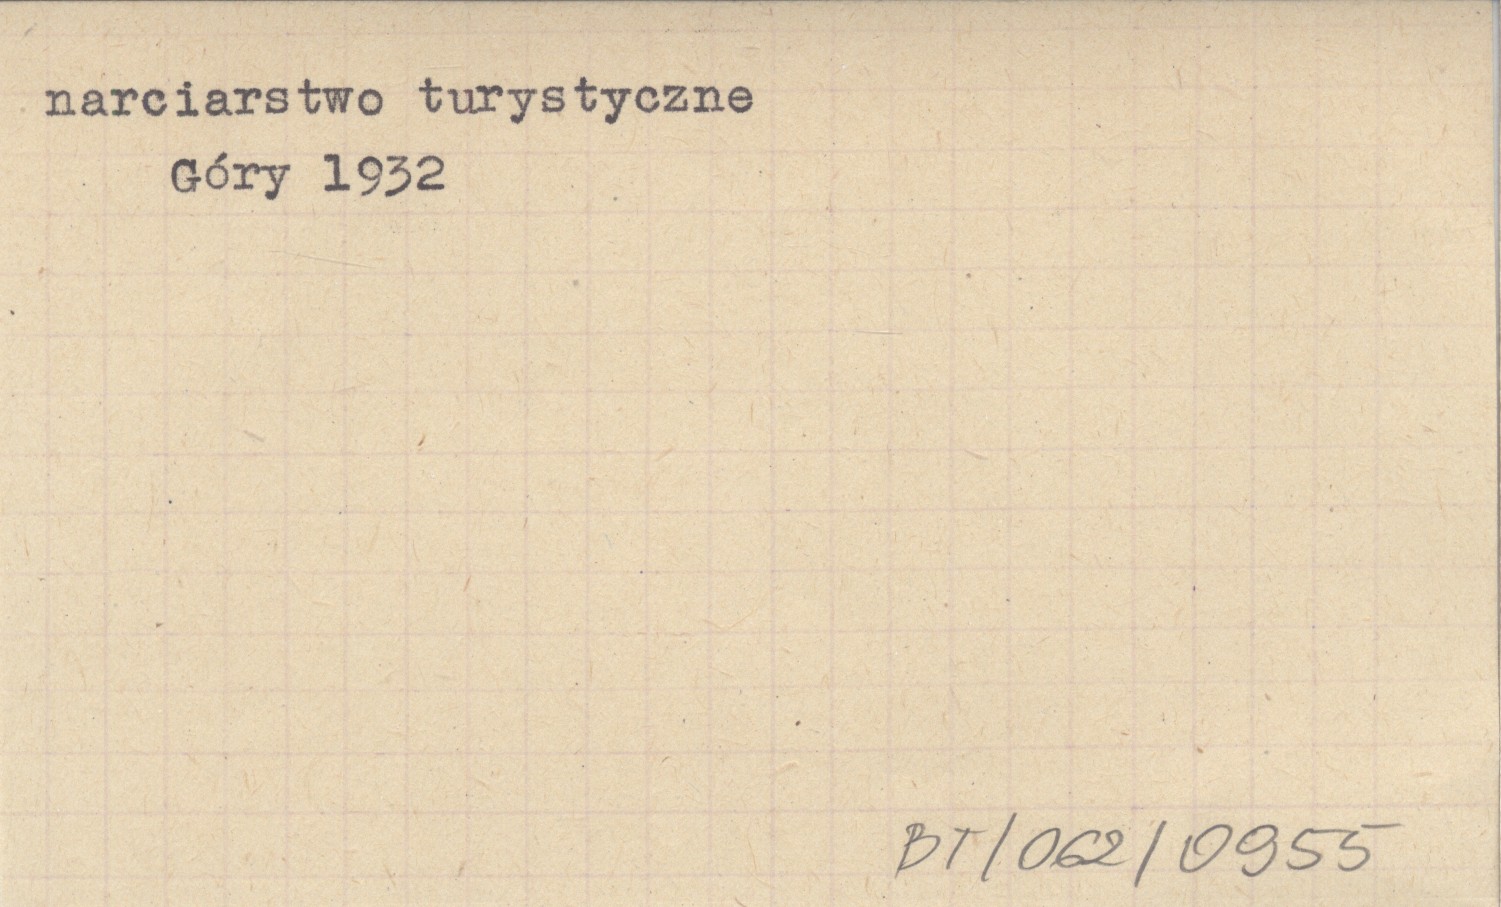 narciarstwo turystyczne
Góry 1932
BT/062/0955